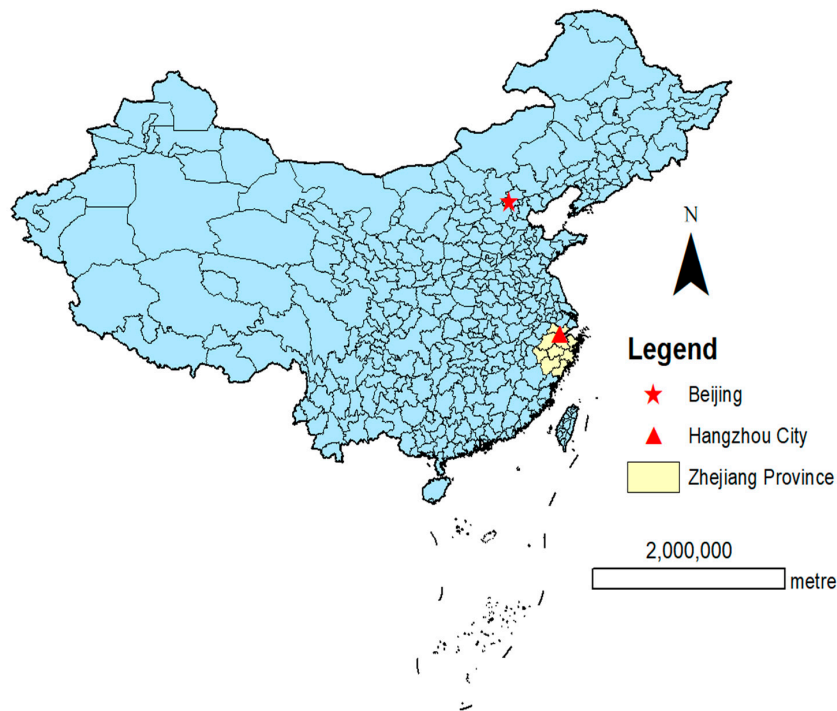 N
Legend
Beijing
Hangzhou City
Zhejiang Province
2,000,000
metre